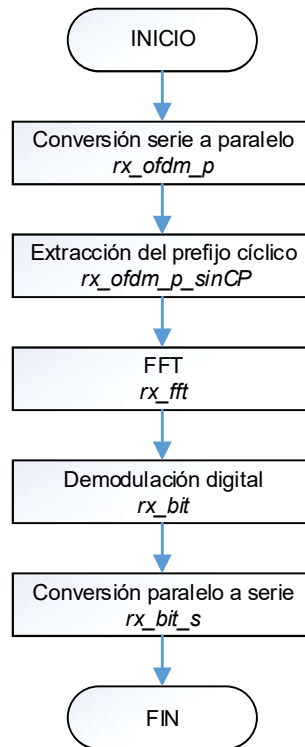 INICIO
Conversión serie a paralelo
rx_ofdm_p
Extracción del prefijo cíclico
rx_ofdm_p_sinCP
FFT
rx_fft
Demodulación digital
rx_bit
Conversión paralelo a serie
rx_bit_s
FIN